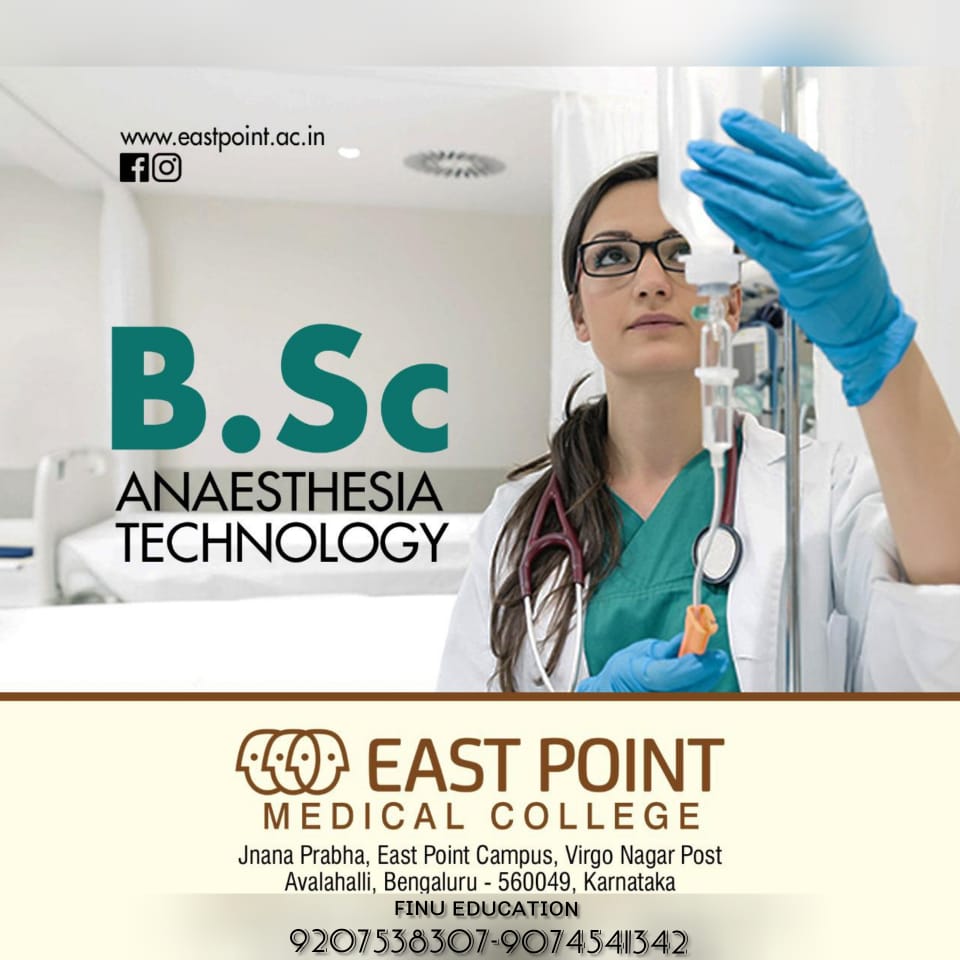 www.eastpoint.ac.in
B.Sc
ANAESTHESIA
TECHNOLOGY
EAST POINT
MEDICAL COLLEGE
Jnana Prabha, East Point Campus, Virgo Nagar Post
Avalahalli, Bengaluru - 560049, Karnataka
FINU EDUCATION
9207538307-9074541342